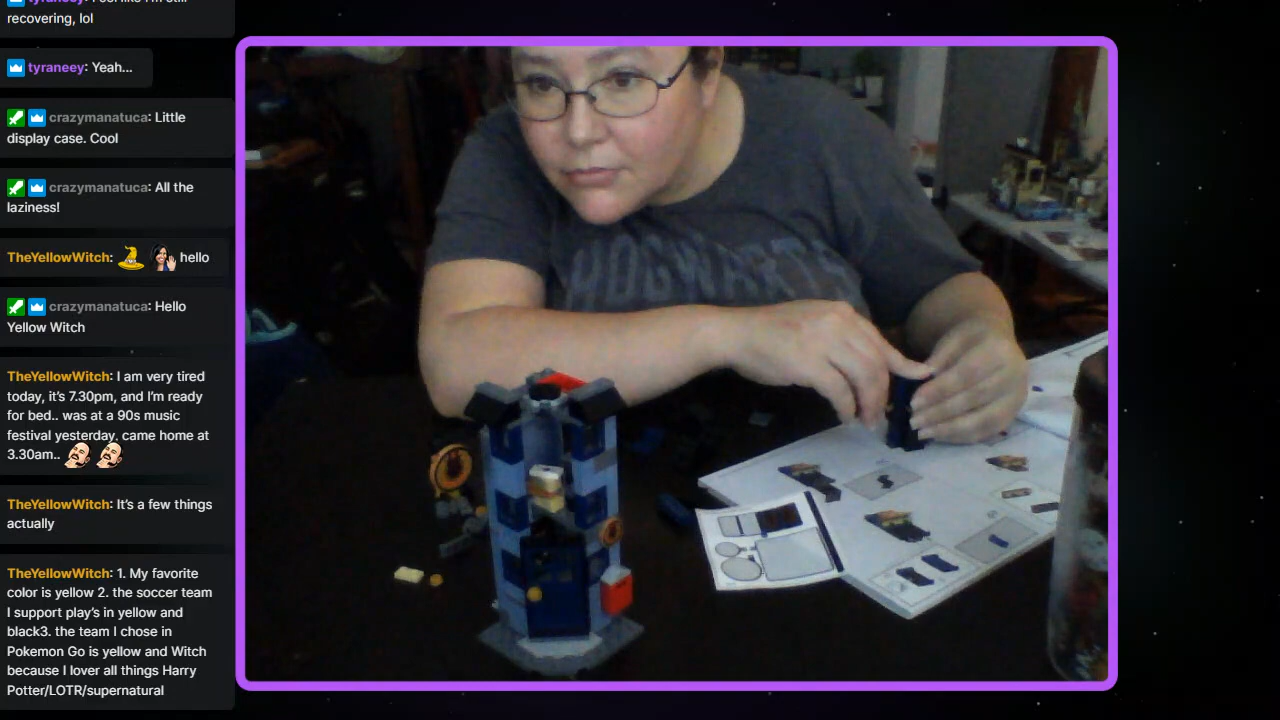 recovering, lol
tyraneey: Yeah...
crazymanatuca: Little
display case. Cool
crazymanatuca: All the
laziness!
TheYellowWitch: hello
crazymanatuca: Hello
Yellow Witch
TheYellowWitch: I am very tired
today, it's 7.30pm, and I'm ready
for bed.. was at a 90s music
festival yesterday, came home at
3.30am..
TheYellowWitch: It's a few things
actually
TheYellowWitch: 1. My favorite
color is yellow 2. the soccer team
I support play's in yellow and
black3. the team I chose in
Pokemon Go is yellow and Witch
because I lover all things Harry
Potter/LOTR/supernatural
HOGWARTS